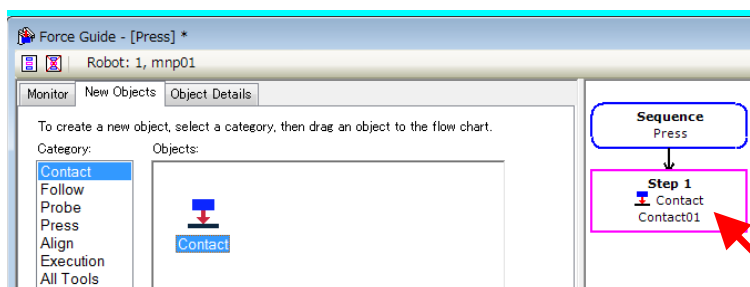 Force Guide - [Press] *
Robot: 1, mnp01
Monitor New Objects Object Details
To create a new object, select a category, then drag an object to the flow chart.
Category: Objects:
Contact
Follow
Probe
Press
Align
Execution
All Tools
Contact
Sequence
Press
Step 1
Contact
Contact01